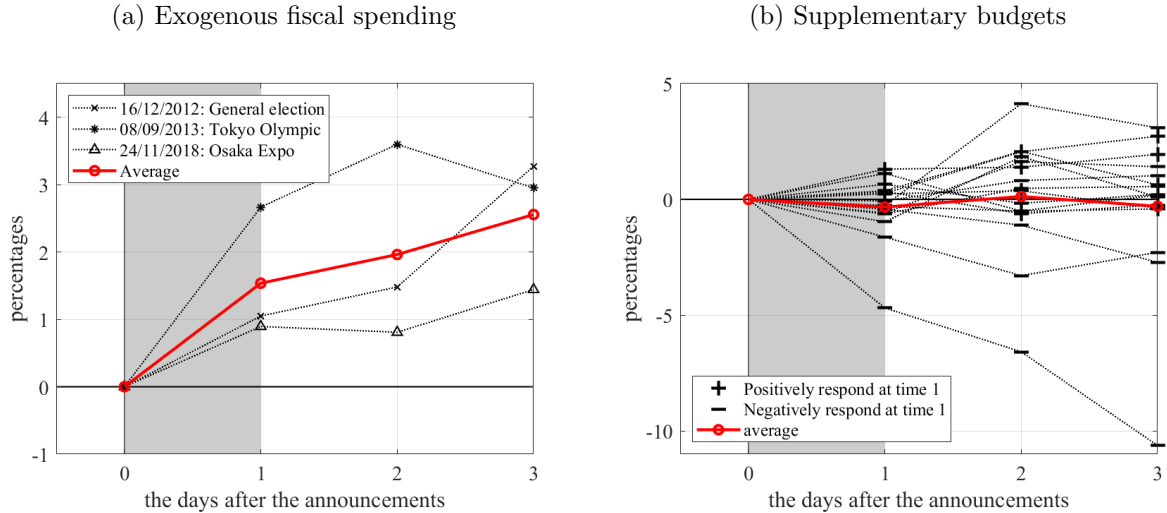 (a) Exogenous fiscal spending
4
3
2
1
0
-1
percentages
16/12/2012: General election
08/09/2013: Tokyo Olympic
24/11/2018: Osaka Expo
Average
0 1 2 3
the days after the announcements
(b) Supplementary budgets
5
0
-5
-10
percentages
Positively respond at time 1
Negatively respond at time 1
average
0 1 2 3
the days after the announcements